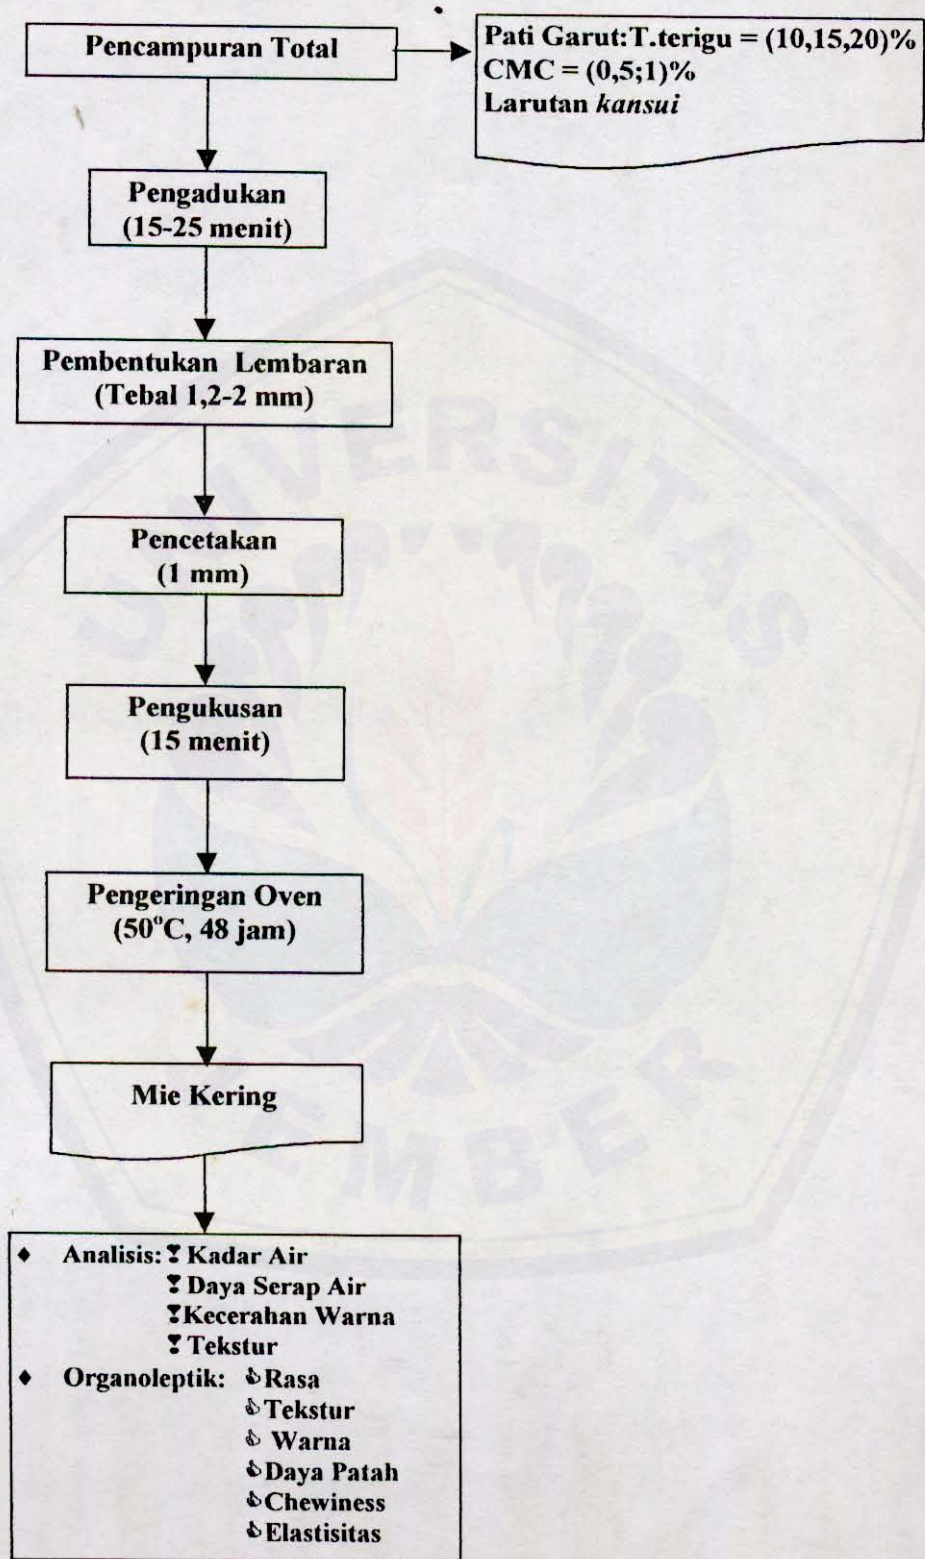 Pencampuran Total
Pati Garut:T.terigu = (10,15,20)%
CMC = (0,5;1)%
Larutan kansui
Pengadukan
(15-25 menit)
Pembentukan Lembaran
(Tebal 1,2-2 mm)
Pencetakan
(1 mm)
Pengukusan
(15 menit)
Pengeringan Oven
(50°C, 48 jam)
Mie Kering
♦ Analisis: ❣ Kadar Air
❣ Daya Serap Air
❣Kecerahan Warna
❣ Tekstur
♦ Organoleptik: Rasa
Tekstur
Warna
Daya Patah
Chewiness
Elastisitas
UNIVERSITAS
JEMBER